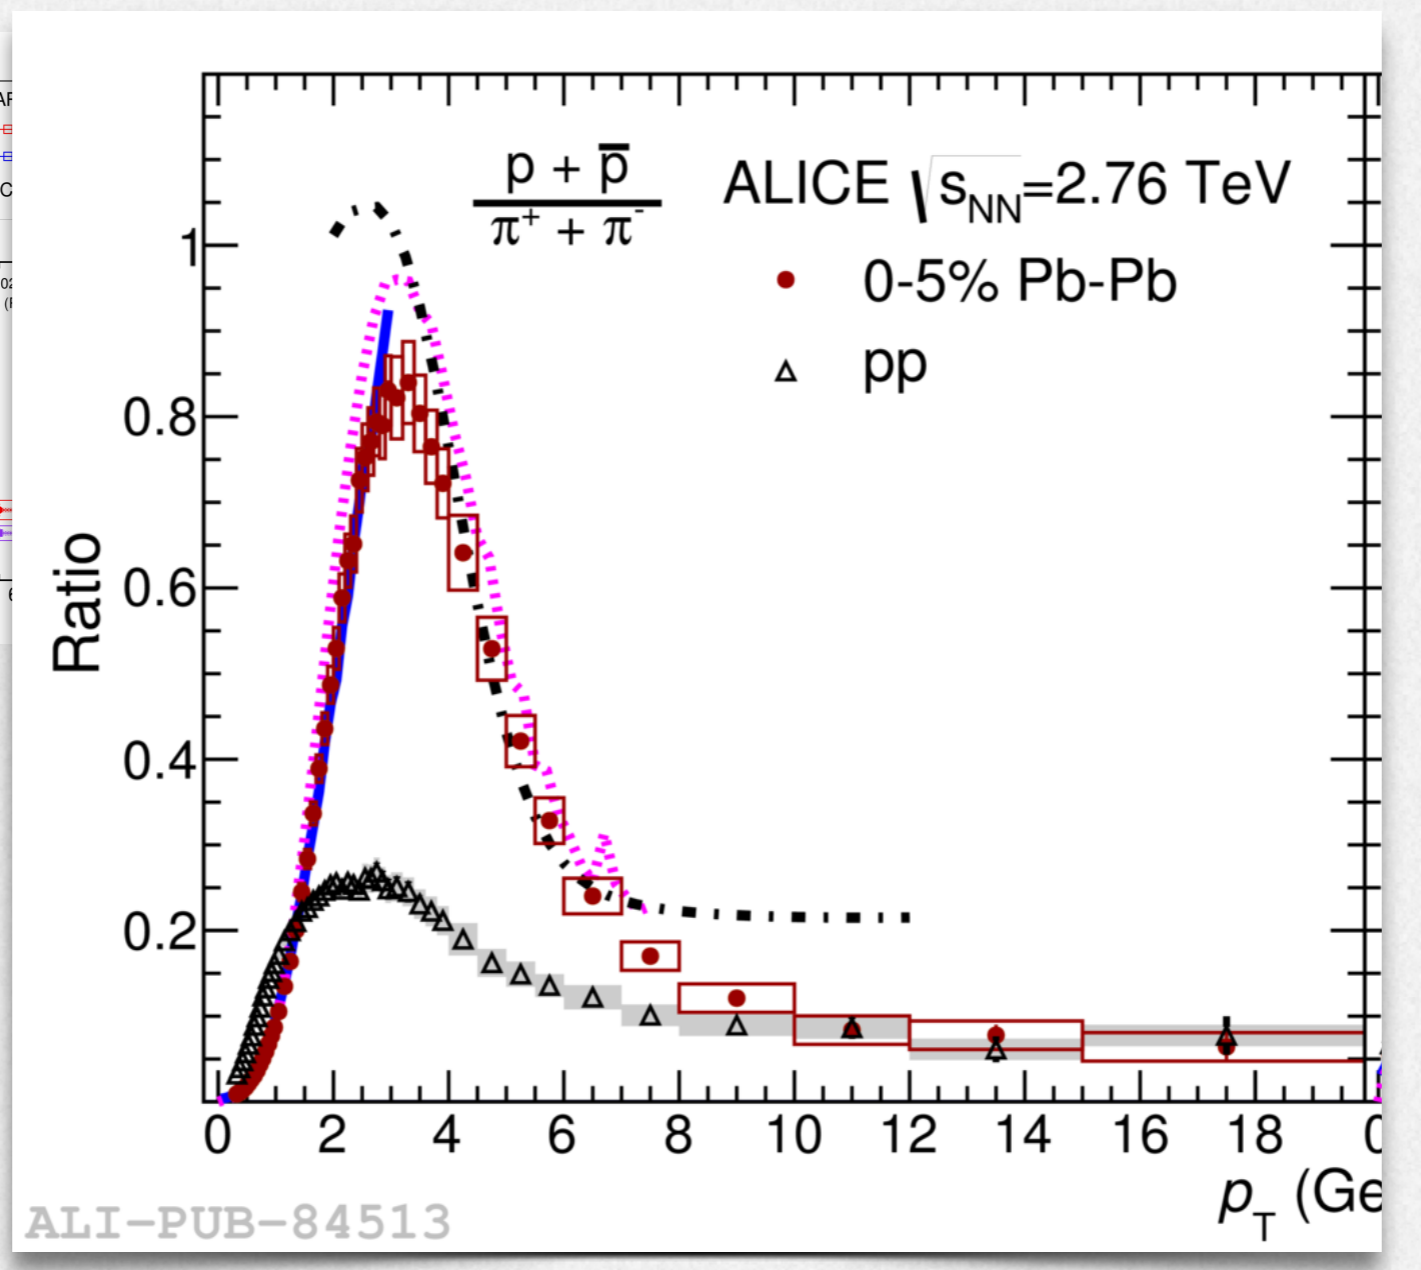 p + p̅
π⁺ + π⁻
ALICE √sNN=2.76 TeV
0-5% Pb-Pb
pp
Ratio
1
0.8
0.6
0.4
0.2
0 2 4 6 8 10 12 14 16 18 0
pT (Ge
ALI-PUB-84513